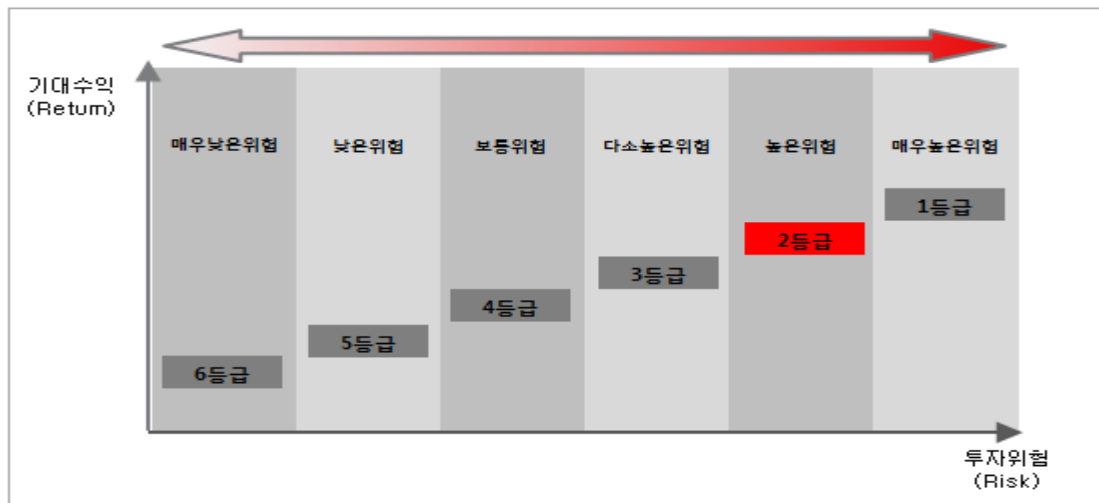 기대수익
(Retum)
매우낮은위험
낮은위험
보통위험
다소높은위험
높은위험
매우높은위험
1등급
2등급
3등급
4등급
5등급
6등급
투자위험
(Risk)